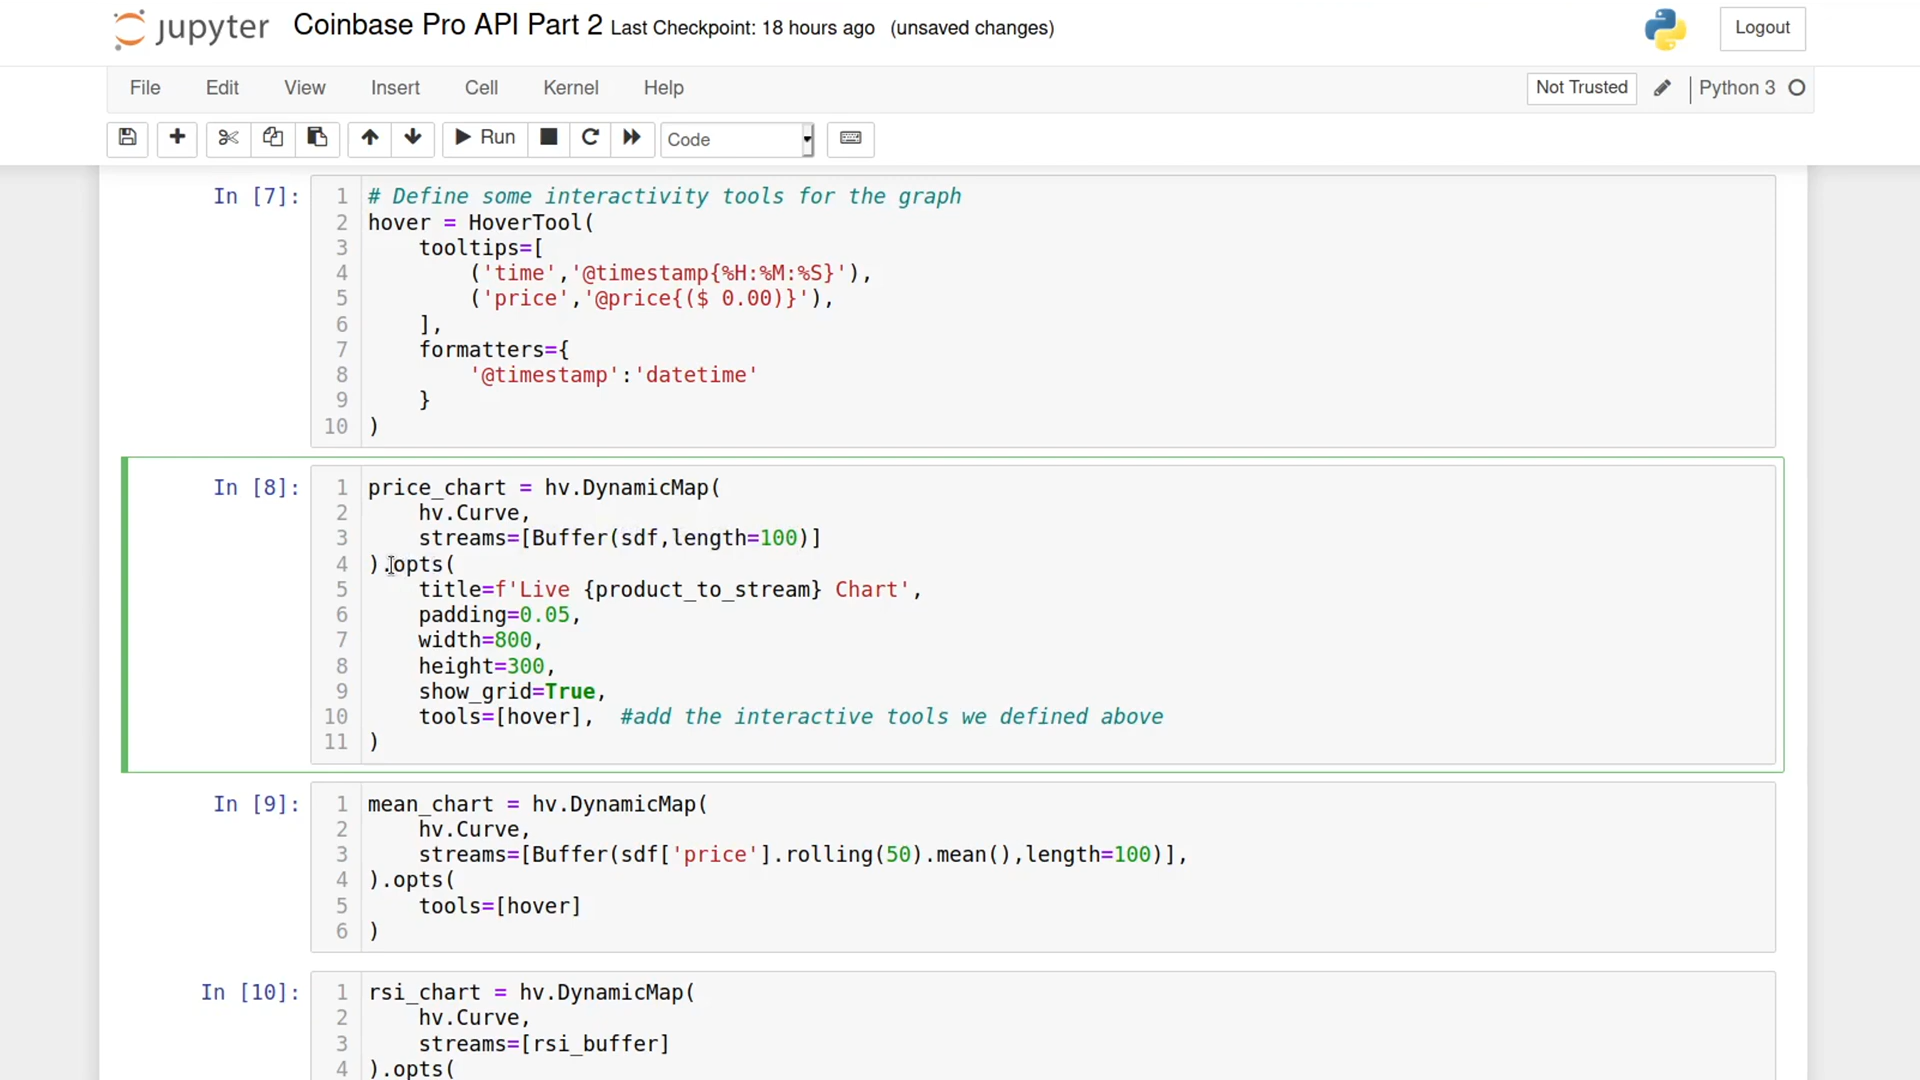 jupyter Coinbase Pro API Part 2 Last Checkpoint: 18 hours ago (unsaved changes) Logout
File Edit View Insert Cell Kernel Help Not Trusted Python 3
Run Code
In [7]:
1 # Define some interactivity tools for the graph
2 hover = HoverTool(
3     tooltips=[
4         ('time','@timestamp{%H:%M:%S}'),
5         ('price','@price{($ 0.00)}'),
6     ],
7     formatters={
8         '@timestamp':'datetime'
9     }
10 )
In [8]:
1 price_chart = hv.DynamicMap(
2     hv.Curve,
3     streams=[Buffer(sdf,length=100)]
4 ).opts(
5     title=f'Live {product_to_stream} Chart',
6     padding=0.05,
7     width=800,
8     height=300,
9     show_grid=True,
10     tools=[hover],  #add the interactive tools we defined above
11 )
In [9]:
1 mean_chart = hv.DynamicMap(
2     hv.Curve,
3     streams=[Buffer(sdf['price'].rolling(50).mean(),length=100)],
4 ).opts(
5     tools=[hover]
6 )
In [10]:
1 rsi_chart = hv.DynamicMap(
2     hv.Curve,
3     streams=[rsi_buffer]
4 ).opts(